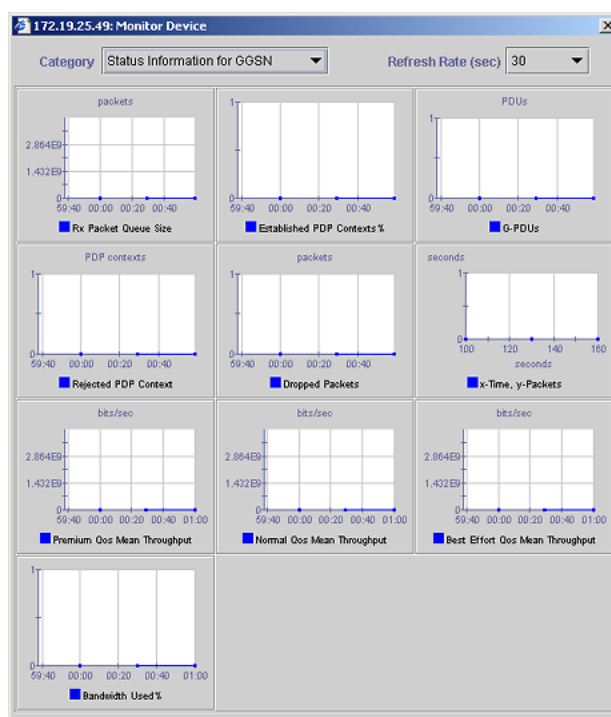 172.19.25.49: Monitor Device
Category Status Information for GGSN Refresh Rate (sec) 30
packets
2.864E9
1.432E9
0
59:40 00:00 00:20 00:40
Rx Packet Queue Size
1
0
59:40 00:00 00:20 00:40
Established PDP Contexts%
PDUs
1
0
59:40 00:00 00:20 00:40
G-PDUs
PDP contexts
1
0
59:40 00:00 00:20 00:40
Rejected PDP Context
packets
1
0
59:40 00:00 00:20 00:40
Dropped Packets
seconds
1
0
100 120 140 160
seconds
x-Time, y-Packets
bits/sec
2.864E9
1.432E9
0
59:40 00:00 00:20 00:40 01:00
Premium Qos Mean Throughput
bits/sec
2.864E9
1.432E9
0
59:40 00:00 00:20 00:40 01:00
Normal Qos Mean Throughput
bits/sec
2.864E9
1.432E9
0
59:40 00:00 00:20 00:40 01:00
Best Effort Qos Mean Throughput
1
0
59:40 00:00 00:20 00:40 01:00
Bandwidth Used%